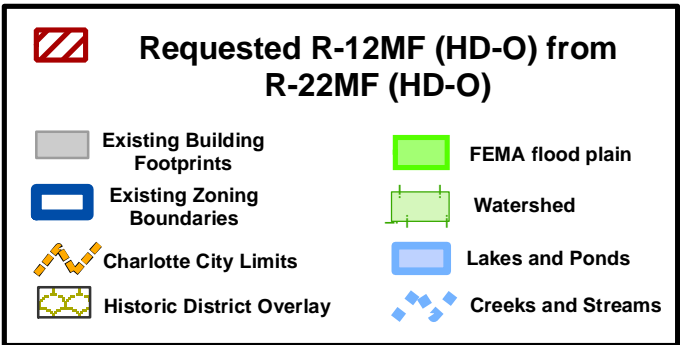 Requested R-12MF (HD-O) from
R-22MF (HD-O)
Existing Building
Footprints
Existing Zoning
Boundaries
Charlotte City Limits
Historic District Overlay
FEMA flood plain
Watershed
Lakes and Ponds
Creeks and Streams